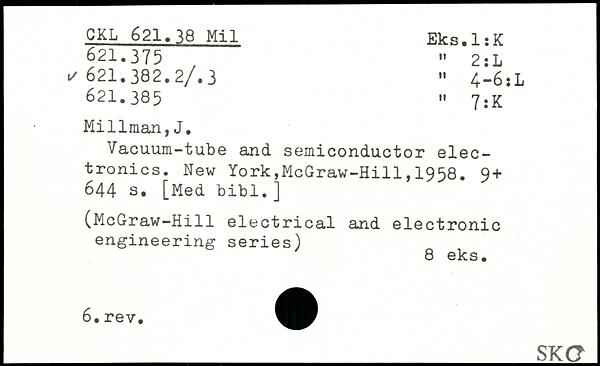 CKL 621.38 Mil Eks.1:K
621.375 " 2:L
✓ 621.382.2/.3 " 4-6:L
621.385 " 7:K
Millman,J.
Vacuum-tube and semiconductor elec-
tronics. New York,McGraw-Hill,1958. 9+
644 s. [Med bibl.]
(McGraw-Hill electrical and electronic
engineering series)
8 eks.
6.rev.
SKC